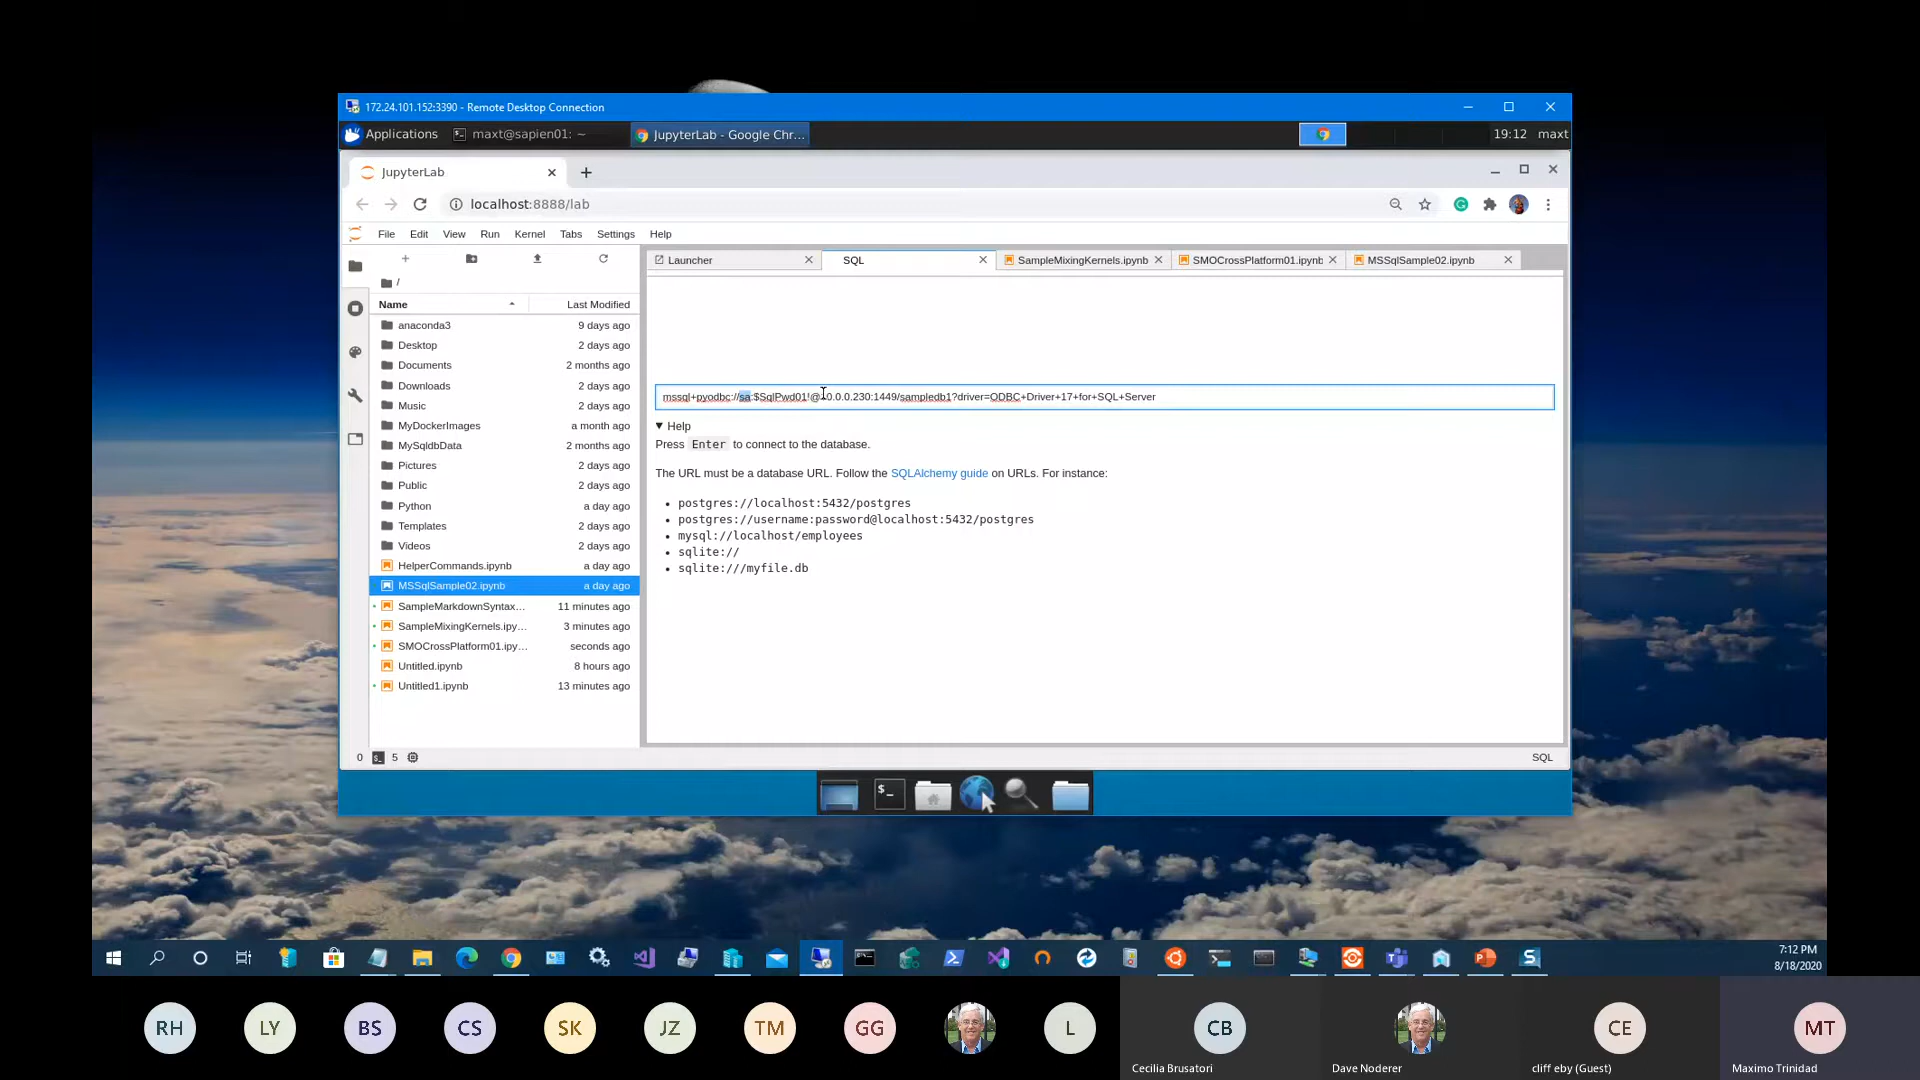 172.24.101.152:3390 - Remote Desktop Connection
Applications
maxt@sapien01: ~
JupyterLab - Google Chr...
19:12
maxt
JupyterLab
localhost:8888/lab
File Edit View Run Kernel Tabs Settings Help
Launcher
SQL
SampleMixingKernels.ipynb
SMOCrossPlatform01.ipynb
MSSqlSample02.ipynb
/
Name Last Modified
anaconda3 9 days ago
Desktop 2 days ago
Documents 2 months ago
Downloads 2 days ago
Music 2 days ago
MyDockerImages a month ago
MySqldbData 2 months ago
Pictures 2 days ago
Public 2 days ago
Python a day ago
Templates 2 days ago
Videos 2 days ago
HelperCommands.ipynb a day ago
MSSqlSample02.ipynb a day ago
SampleMarkdownSyntax... 11 minutes ago
SampleMixingKernels.ipy... 3 minutes ago
SMOCrossPlatform01.ipy... seconds ago
Untitled.ipynb 8 hours ago
Untitled1.ipynb 13 minutes ago
mssql+pyodbc://sa:$SqlPwd01!@10.0.0.230:1449/sampledb1?driver=ODBC+Driver+17+for+SQL+Server
Help
Press Enter to connect to the database.
The URL must be a database URL. Follow the SQLAlchemy guide on URLs. For instance:
postgres://localhost:5432/postgres
postgres://username:password@localhost:5432/postgres
mysql://localhost/employees
sqlite://
sqlite:///myfile.db
0 $_ 5
SQL
$_
7:12 PM
8/18/2020
RH LY BS CS SK JZ TM GG L CB CE MT
Cecilia Brusatori
Dave Noderer
cliff eby (Guest)
Maximo Trinidad